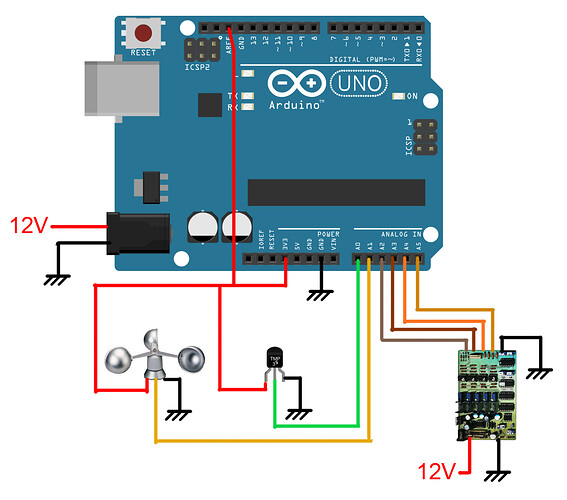 RESET
ICSP2
AREF
GND
13
12
~11
~10
~9
8
7
~6
~5
4
~3
2
TX▶1
RX◀0
DIGITAL (PWM=~)
L
TX
RX
UNO
ON
Arduino™
1
ICSP
12V
POWER
ANALOG IN
IOREF
RESET
3V3
5V
GND
GND
VIN
A0
A1
A2
A3
A4
A5
TMP
12V